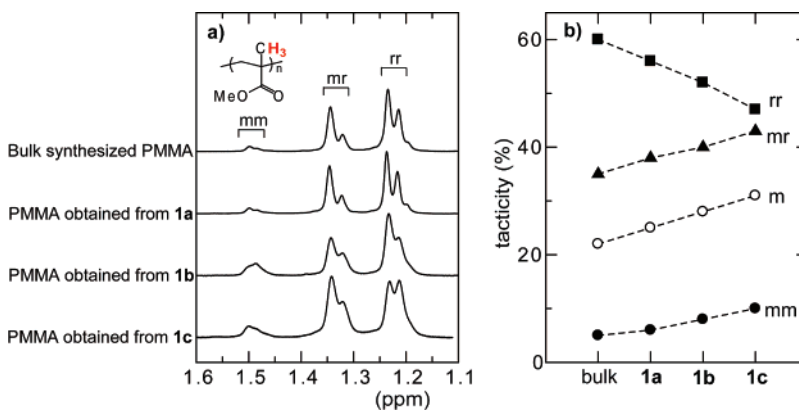 a)
CH3
n
MeO
O
mm
mr
rr
Bulk synthesized PMMA
PMMA obtained from 1a
PMMA obtained from 1b
PMMA obtained from 1c
1.6 1.5 1.4 1.3 1.2 1.1
(ppm)
b)
tacticity (%)
60
40
20
0
rr
mr
m
mm
bulk 1a 1b 1c